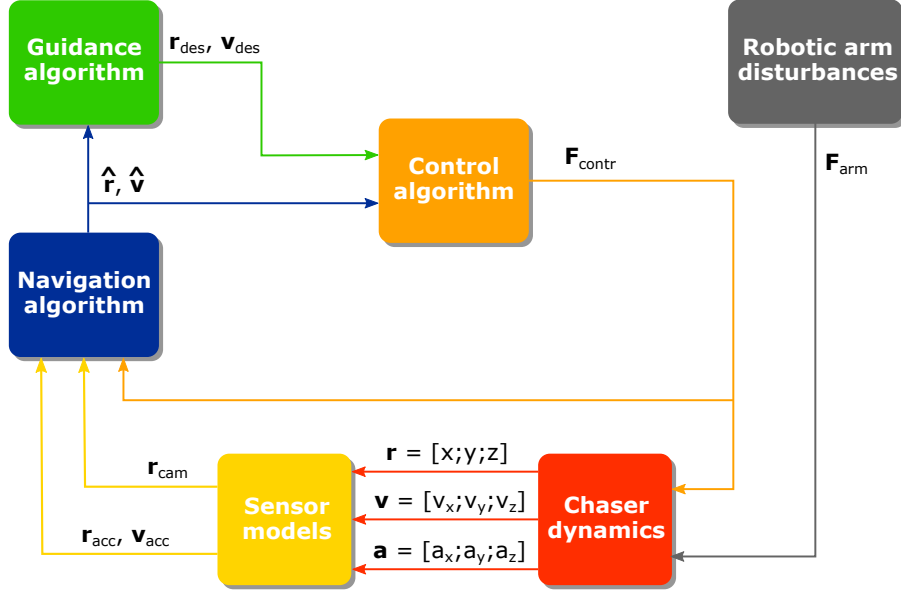 Guidance
algorithm
r_des, v_des
Robotic arm
disturbances
Control
algorithm
F_contr
F_arm
r̂, v̂
Navigation
algorithm
r = [x;y;z]
r_cam
Sensor
models
v = [v_x;v_y;v_z]
Chaser
dynamics
r_acc, v_acc
a = [a_x;a_y;a_z]